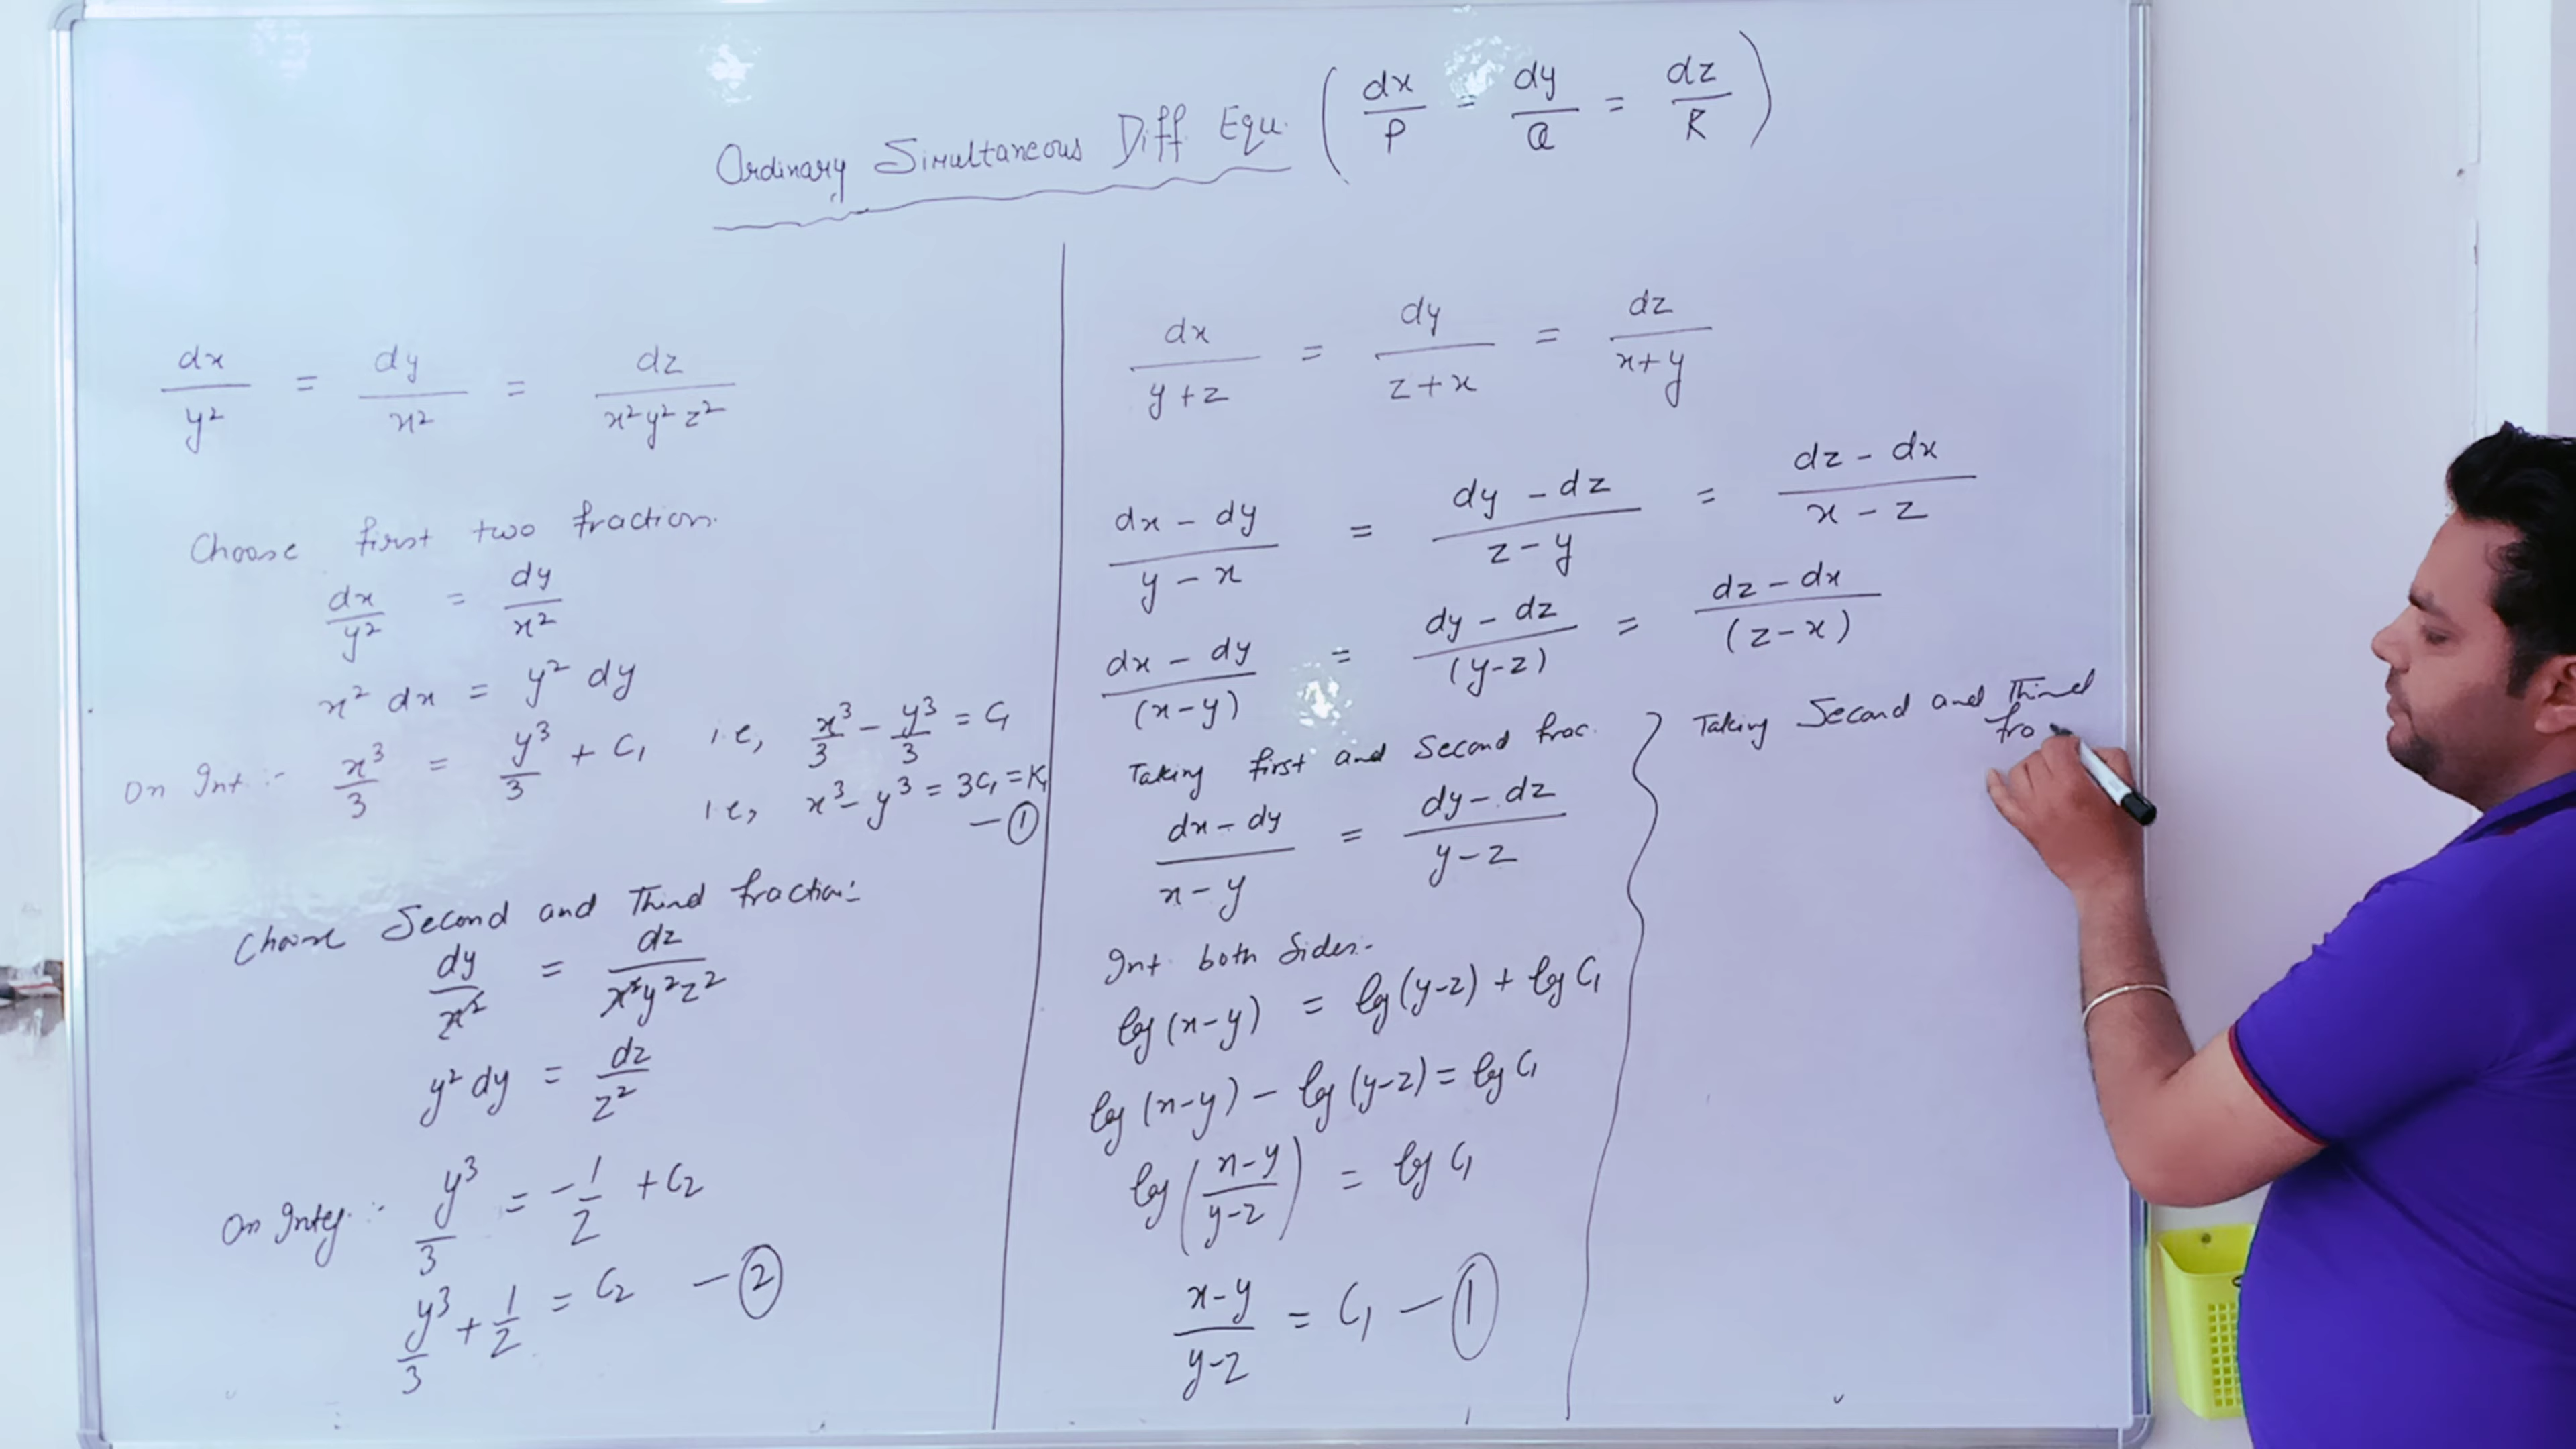 Ordinary Simultaneous Diff Equ. (dx/P = dy/Q = dz/R)
dx/y² = dy/x² = dz/x²y²z²
Choose first two fraction.
dx/y² = dy/x²
x² dx = y² dy
On Int :- x³/3 = y³/3 + C₁ i.e, x³/3 - y³/3 = C₁
i.e, x³ - y³ = 3C₁ = K₁
— ①
Choose Second and Third fraction:-
dy/x² = dz/x²y²z²
y² dy = dz/z²
On Integ. :- y³/3 = -1/z + C₂
y³/3 + 1/z = C₂ — ②
dx/y+z = dy/z+x = dz/x+y
dx - dy/y - x = dy - dz/z - y = dz - dx/x - z
dx - dy/(x-y) = dy - dz/(y-z) = dz - dx/(z-x)
Taking first and Second frac.
dx - dy/x - y = dy - dz/y - z
Int both Sides:-
log (x-y) = log (y-z) + log C₁
log (x-y) - log (y-z) = log C₁
log (x-y/y-z) = log C₁
x-y/y-z = C₁ — ①
Taking Second and Third
fra